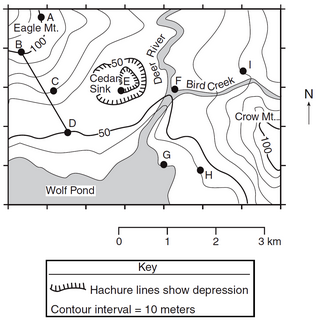 A
Eagle Mt.
B
100
50
River
Deer
I
Cedar
Sink
E
C
F
Bird Creek
N
Crow Mt.
D
50
100
G
H
Wolf Pond
0 1 2 3 km
Key
Hachure lines show depression
Contour interval = 10 meters